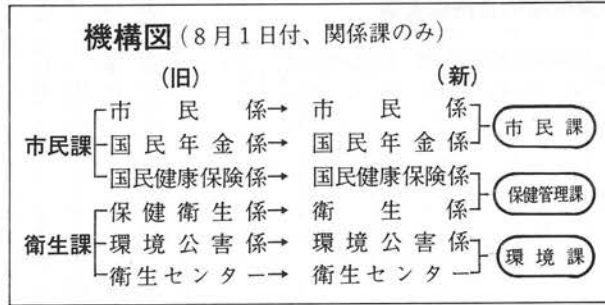 機構図(8月1日付、関係課のみ)
(旧) (新)
市民係→市民係
市民課 国民年金係→国民年金係 市民課
国民健康保険係→国民健康保険係
保健衛生係→衛生係 保健管理課
衛生課 環境公害係→環境公害係 環境課
衛生センター→衛生センター